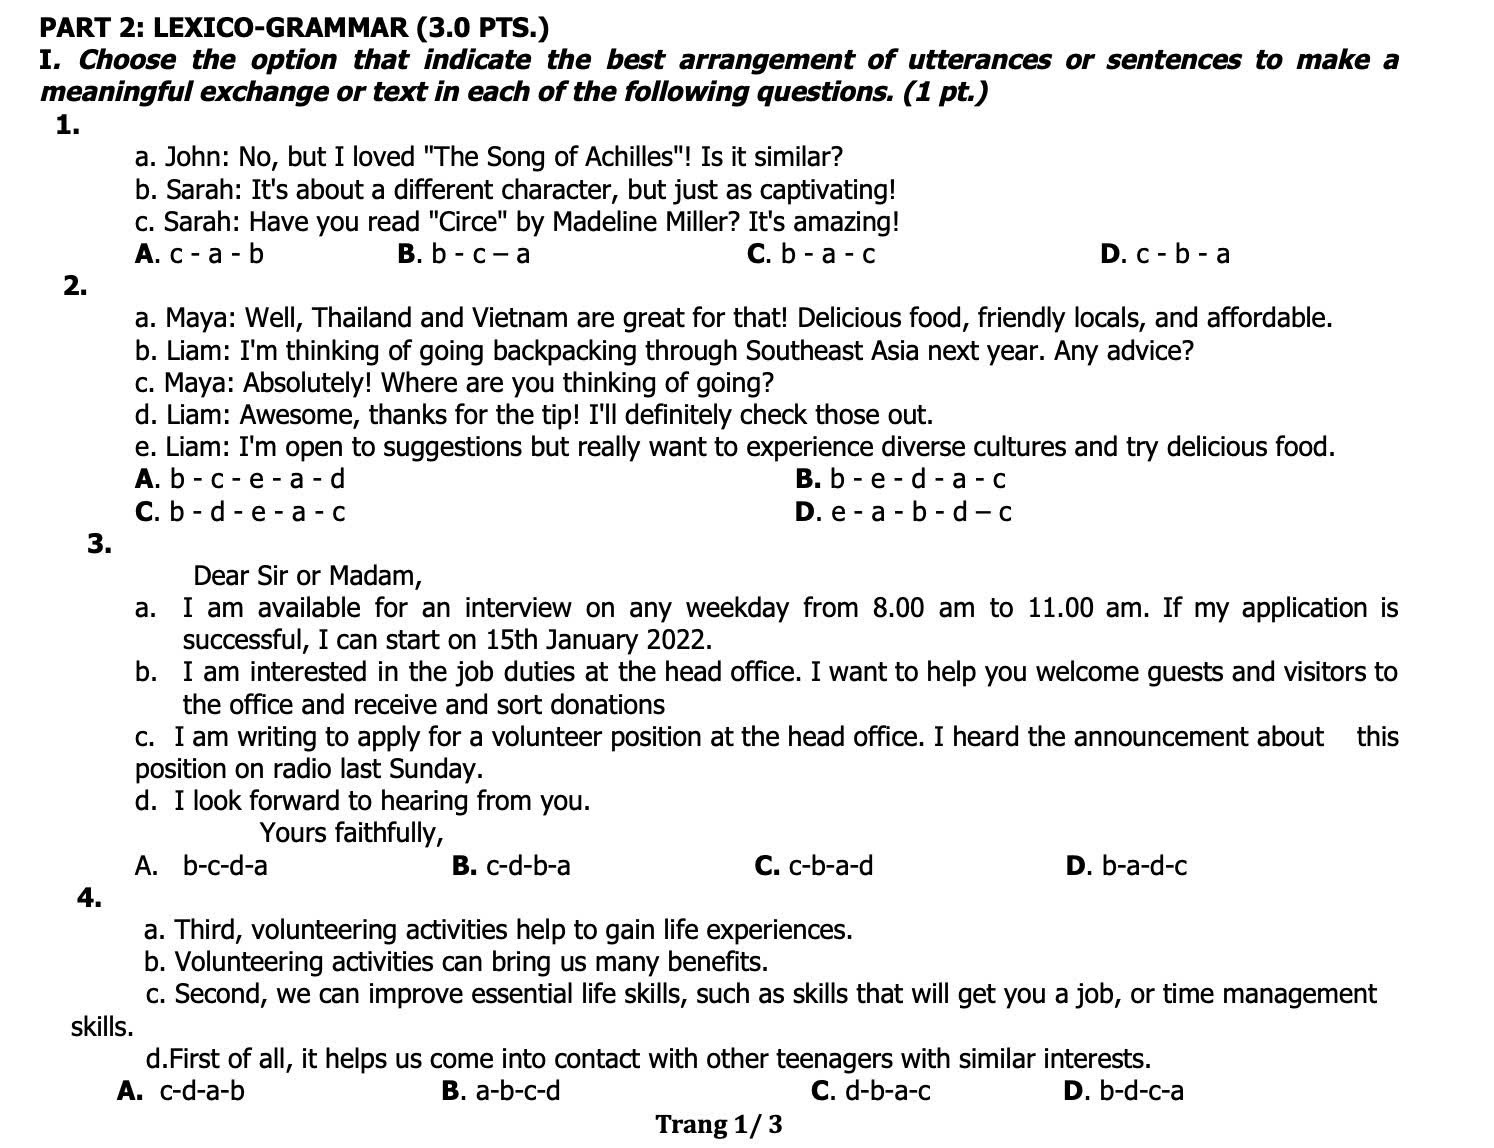 PART 2: LEXICO-GRAMMAR (3.0 PTS.)
I. Choose the option that indicate the best arrangement of utterances or sentences to make a
meaningful exchange or text in each of the following questions. (1 pt.)
1.
a. John: No, but I loved "The Song of Achilles"! Is it similar?
b. Sarah: It's about a different character, but just as captivating!
c. Sarah: Have you read "Circe" by Madeline Miller? It's amazing!
A. c - a - b B. b - c – a C. b - a - c D. c - b - a
2.
a. Maya: Well, Thailand and Vietnam are great for that! Delicious food, friendly locals, and affordable.
b. Liam: I'm thinking of going backpacking through Southeast Asia next year. Any advice?
c. Maya: Absolutely! Where are you thinking of going?
d. Liam: Awesome, thanks for the tip! I'll definitely check those out.
e. Liam: I'm open to suggestions but really want to experience diverse cultures and try delicious food.
A. b - c - e - a - d B. b - e - d - a - c
C. b - d - e - a - c D. e - a - b - d – c
3.
Dear Sir or Madam,
a. I am available for an interview on any weekday from 8.00 am to 11.00 am. If my application is
successful, I can start on 15th January 2022.
b. I am interested in the job duties at the head office. I want to help you welcome guests and visitors to
the office and receive and sort donations
c. I am writing to apply for a volunteer position at the head office. I heard the announcement about this
position on radio last Sunday.
d. I look forward to hearing from you.
Yours faithfully,
A. b-c-d-a B. c-d-b-a C. c-b-a-d D. b-a-d-c
4.
a. Third, volunteering activities help to gain life experiences.
b. Volunteering activities can bring us many benefits.
c. Second, we can improve essential life skills, such as skills that will get you a job, or time management
skills.
d.First of all, it helps us come into contact with other teenagers with similar interests.
A. c-d-a-b B. a-b-c-d C. d-b-a-c D. b-d-c-a
Trang 1/ 3